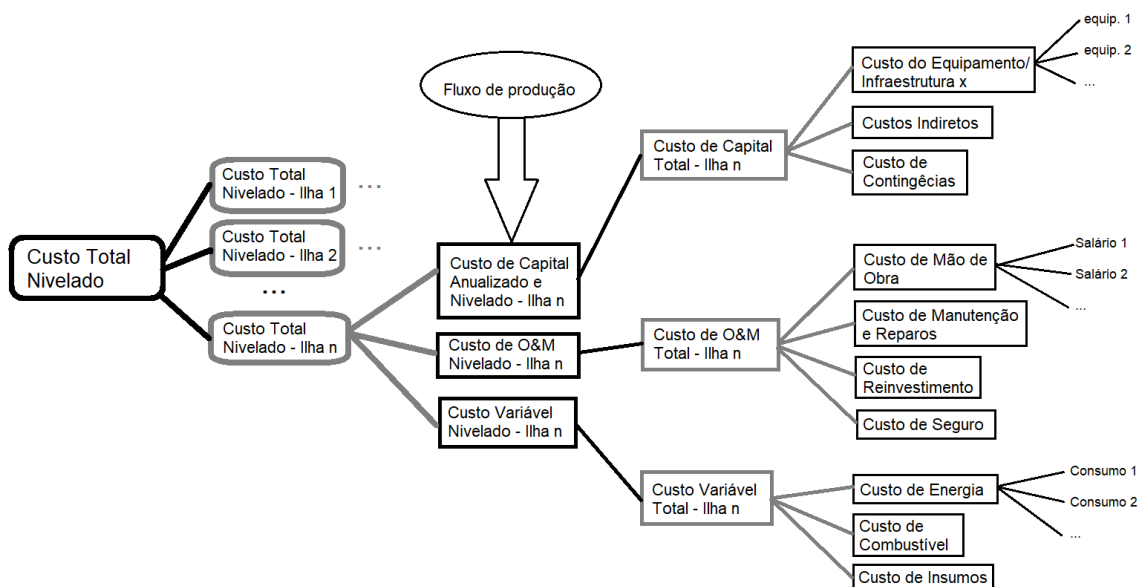 Custo Total
Nivelado
Custo Total
Nivelado - Ilha 1
...
Custo Total
Nivelado - Ilha 2
...
...
Custo Total
Nivelado - Ilha n
Fluxo de produção
Custo de Capital
Anualizado e
Nivelado - Ilha n
Custo de O&M
Nivelado - Ilha n
Custo Variável
Nivelado - Ilha n
Custo de Capital
Total - Ilha n
Custo do Equipamento/
Infraestrutura x
equip. 1
equip. 2
...
Custos Indiretos
Custo de
Contingêcias
Custo de O&M
Total - Ilha n
Custo de Mão de
Obra
Salário 1
Salário 2
...
Custo de Manutenção
e Reparos
Custo de
Reinvestimento
Custo de Seguro
Custo Variável
Total - Ilha n
Custo de Energia
Consumo 1
Consumo 2
...
Custo de
Combustível
Custo de Insumos